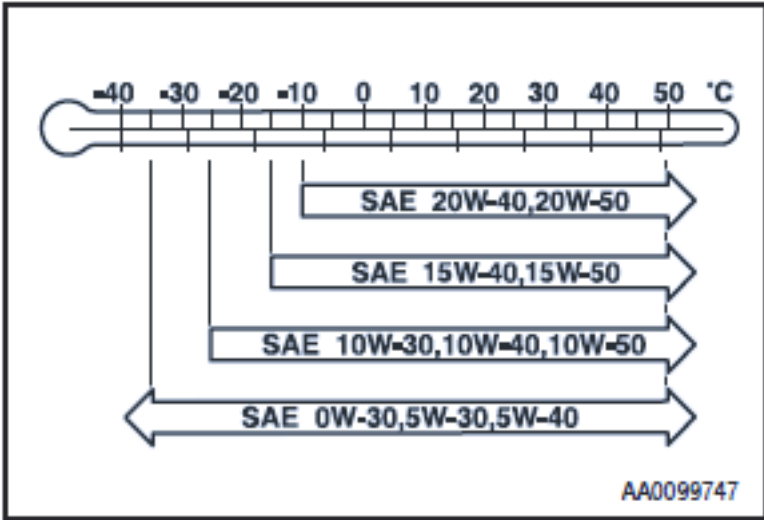 -40 -30 -20 -10 0 10 20 30 40 50 °C
SAE 20W-40,20W-50
SAE 15W-40,15W-50
SAE 10W-30,10W-40,10W-50
SAE 0W-30,5W-30,5W-40
AA0099747